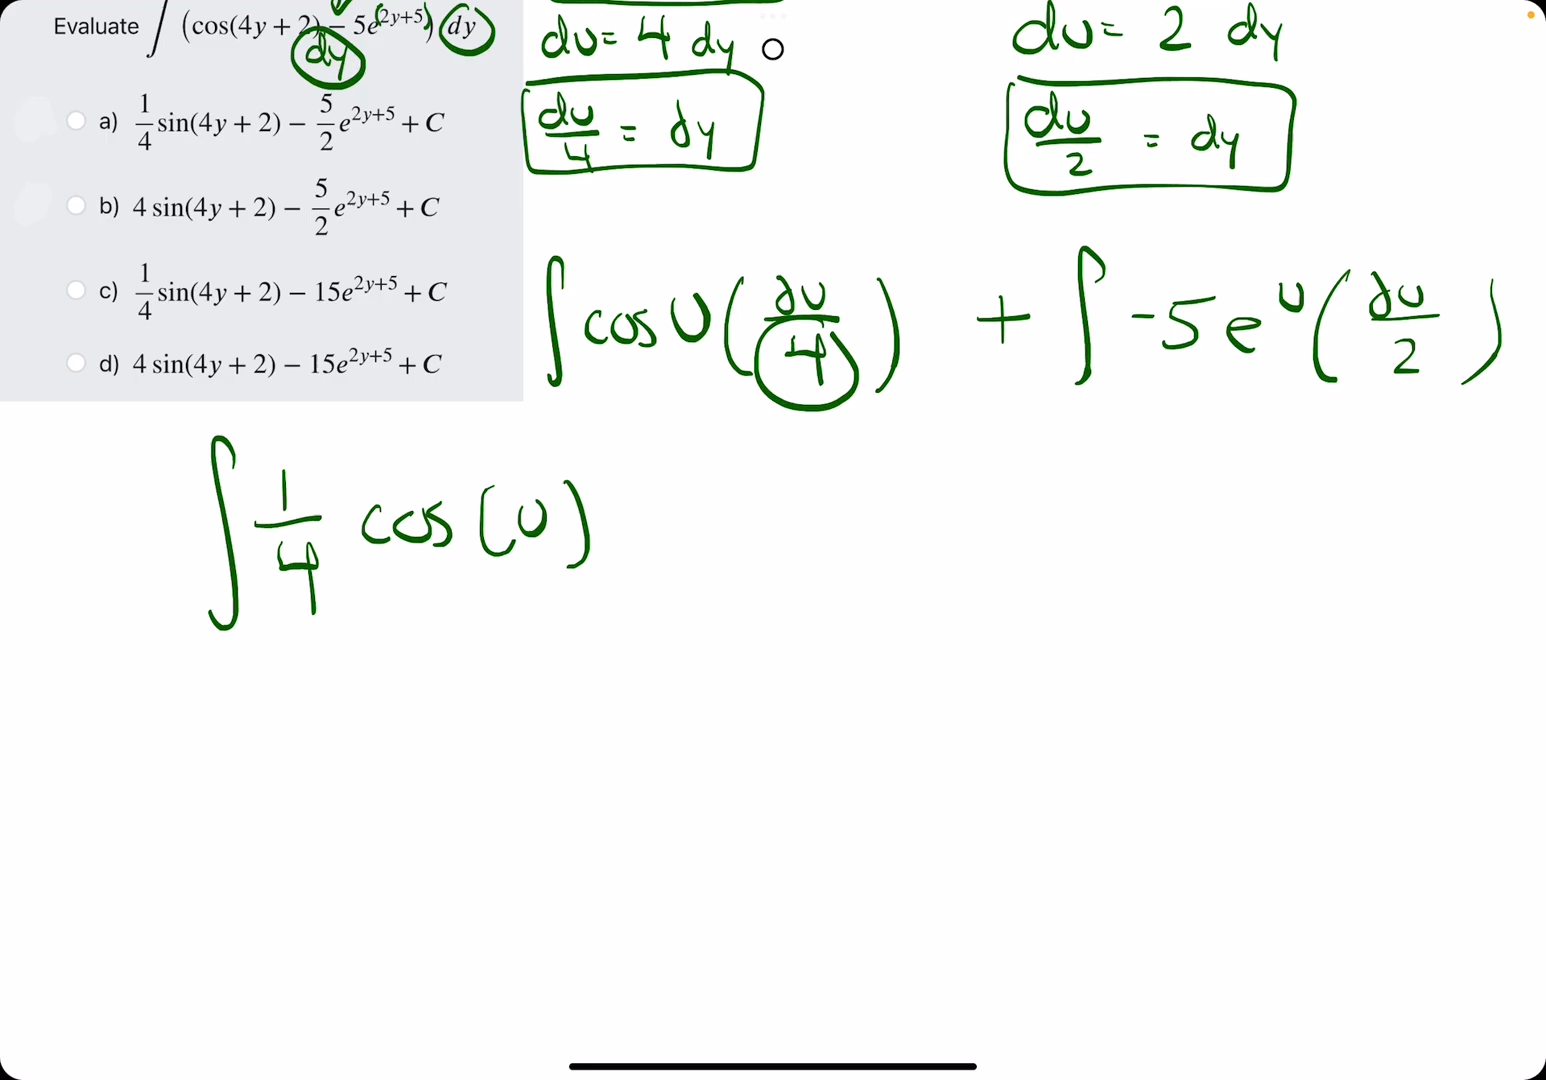 Evaluate ∫ (cos(4y + 2) − 5e^(2y+5)) dy
dy
a) 1/4 sin(4y + 2) − 5/2 e^(2y+5) + C
b) 4 sin(4y + 2) − 5/2 e^(2y+5) + C
c) 1/4 sin(4y + 2) − 15e^(2y+5) + C
d) 4 sin(4y + 2) − 15e^(2y+5) + C
du = 4 dy
du/4 = dy
du = 2 dy
du/2 = dy
∫ cos u (du/4) + ∫ -5 e^u (du/2)
∫ 1/4 cos(u)